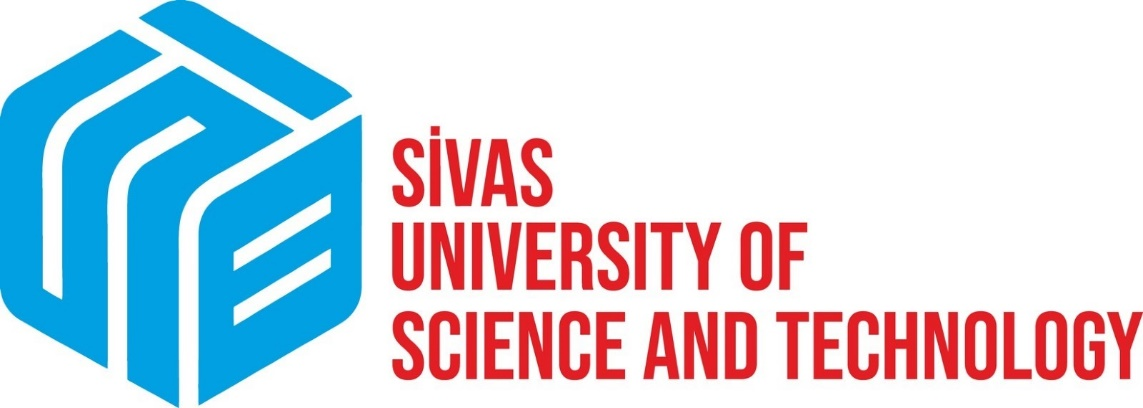 SİVAS
UNIVERSITY OF
SCIENCE AND TECHNOLOGY